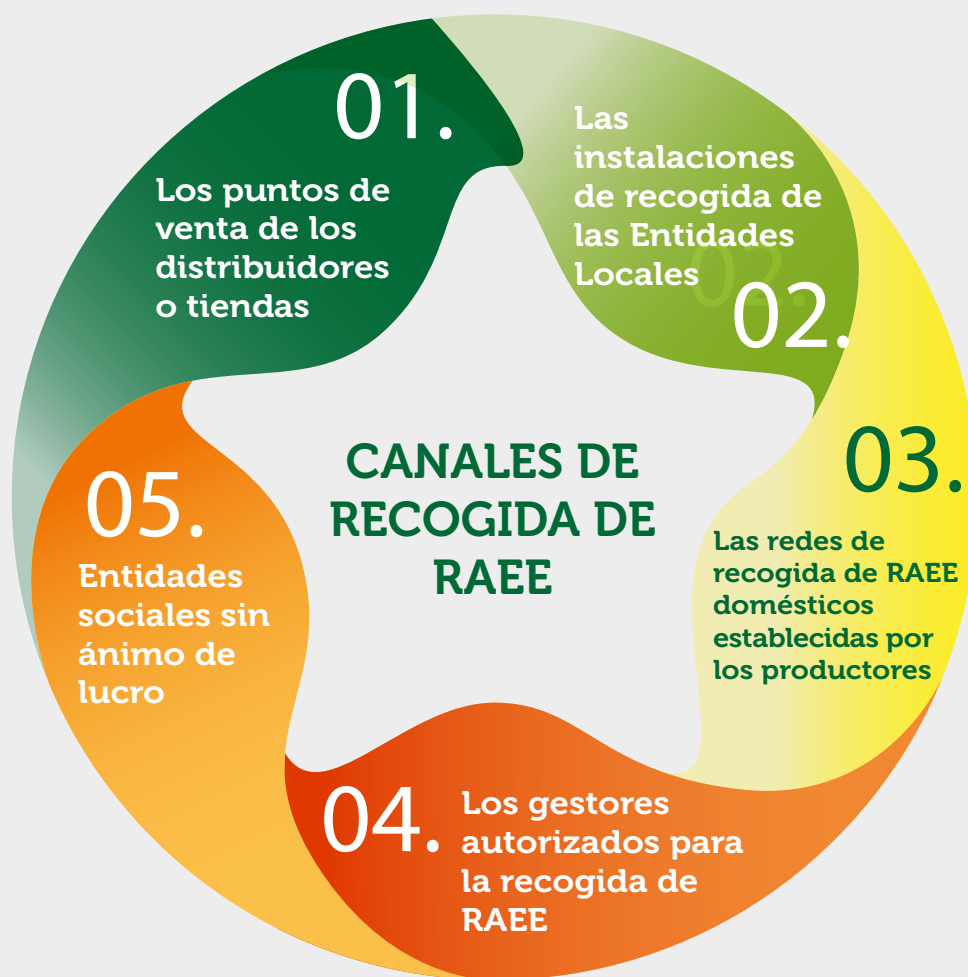 01.
Los puntos de
venta de los
distribuidores
o tiendas
Las
instalaciones
de recogida de
las Entidades
Locales
02.
02.
03.
Las redes de
recogida de RAEE
domésticos
establecidas por
los productores
04.
Los gestores
autorizados para
la recogida de
RAEE
05.
Entidades
sociales sin
ánimo de
lucro
CANALES DE
RECOGIDA DE
RAEE